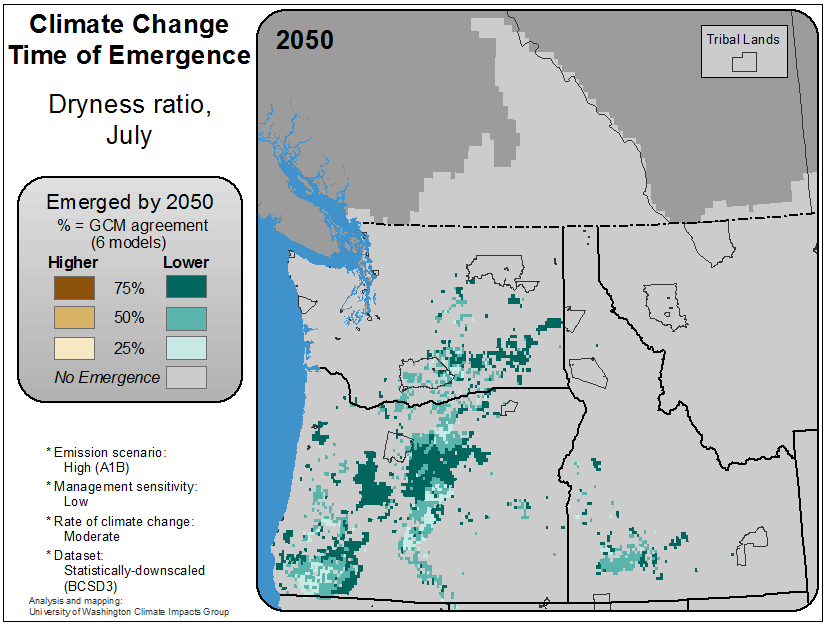 Climate Change
Time of Emergence
Dryness ratio,
July
Emerged by 2050
% = GCM agreement
(6 models)
Higher Lower
75%
50%
25%
No Emergence
* Emission scenario:
High (A1B)
* Management sensitivity:
Low
* Rate of climate change:
Moderate
* Dataset:
Statistically-downscaled
(BCSD3)
Analysis and mapping:
University of Washington Climate Impacts Group
2050
Tribal Lands